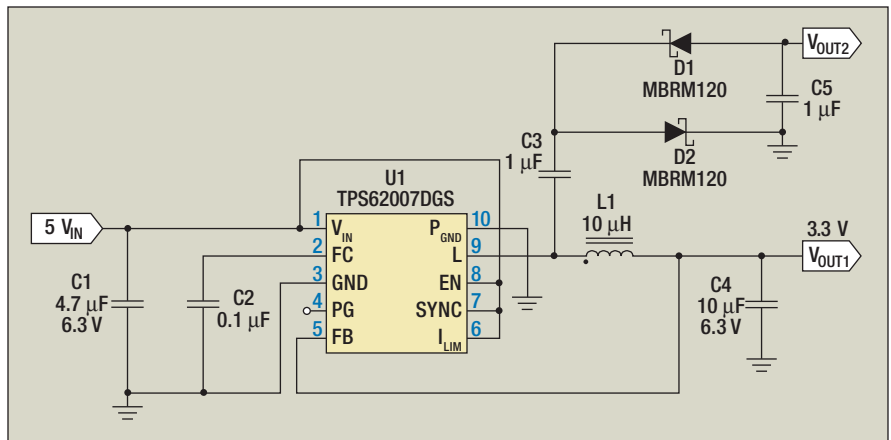 V_OUT2
D1
MBRM120
C5
1 μF
C3
1 μF
D2
MBRM120
U1
TPS62007DGS
L1
10 μH
5 V_IN
3.3 V
V_OUT1
1 V_IN
P_GND 10
2 FC
L 9
3 GND
EN 8
4 PG
SYNC 7
5 FB
I_LIM 6
C1
4.7 μF
6.3 V
C2
0.1 μF
C4
10 μF
6.3 V